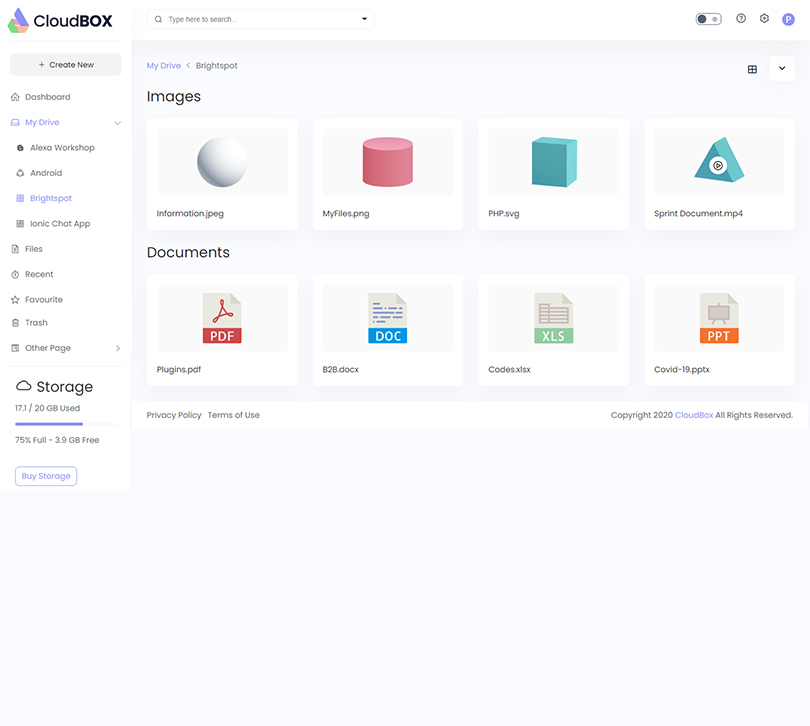 CloudBOX
Type here to search...
P
+ Create New
Dashboard
My Drive
Alexa Workshop
Android
Brightspot
Ionic Chat App
Files
Recent
Favourite
Trash
Other Page
Storage
17.1 / 20 GB Used
75% Full - 3.9 GB Free
Buy Storage
My Drive < Brightspot
Images
Information.jpeg
MyFiles.png
PHP.svg
Sprint Document.mp4
Documents
PDF
DOC
XLS
PPT
Plugins.pdf
B2B.docx
Codes.xlsx
Covid-19.pptx
Privacy Policy Terms of Use
Copyright 2020 CloudBox All Rights Reserved.